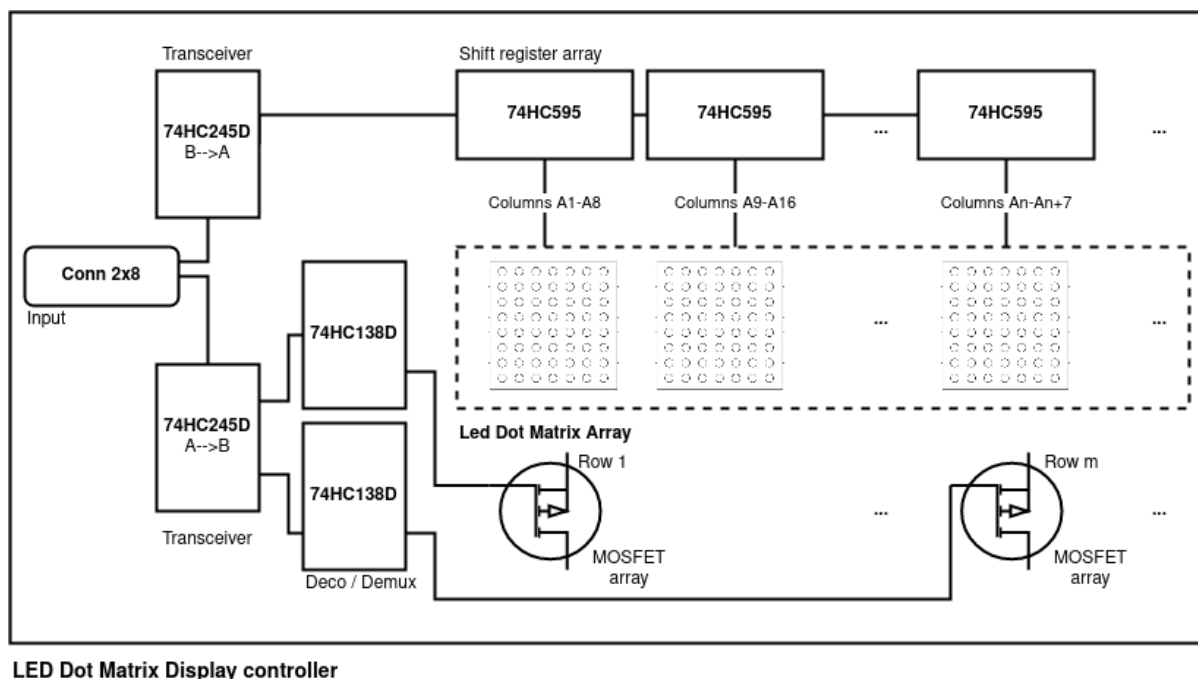 Transceiver
Shift register array
74HC245D
B-->A
74HC595
74HC595
...
74HC595
...
Columns A1-A8
Columns A9-A16
Columns An-An+7
Conn 2x8
Input
74HC138D
...
...
74HC245D
A-->B
Led Dot Matrix Array
74HC138D
Row 1
Row m
...
...
Transceiver
Deco / Demux
MOSFET
array
MOSFET
array
LED Dot Matrix Display controller